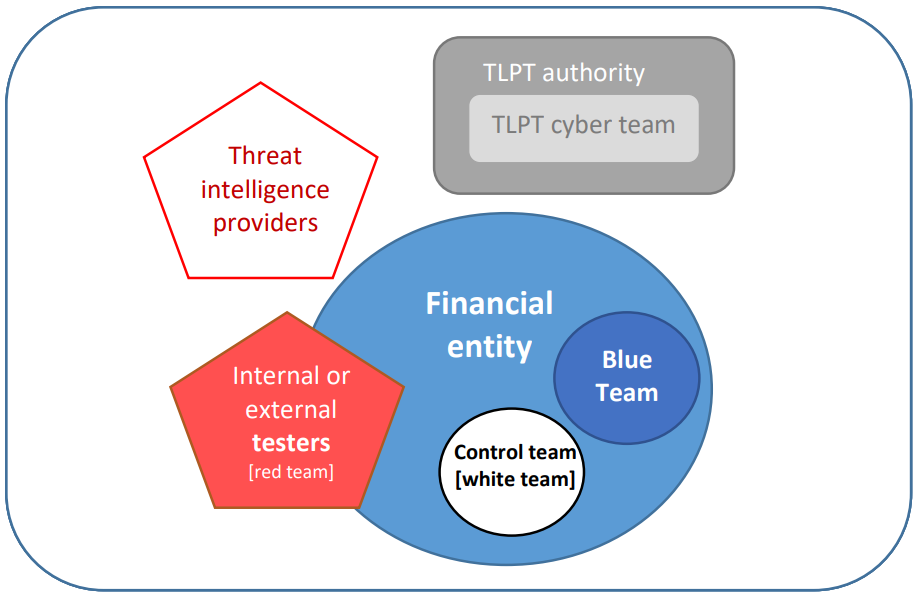 TLPT authority
TLPT cyber team
Threat
intelligence
providers
Financial
entity
Blue
Team
Internal or
external
testers
[red team]
Control team
[white team]